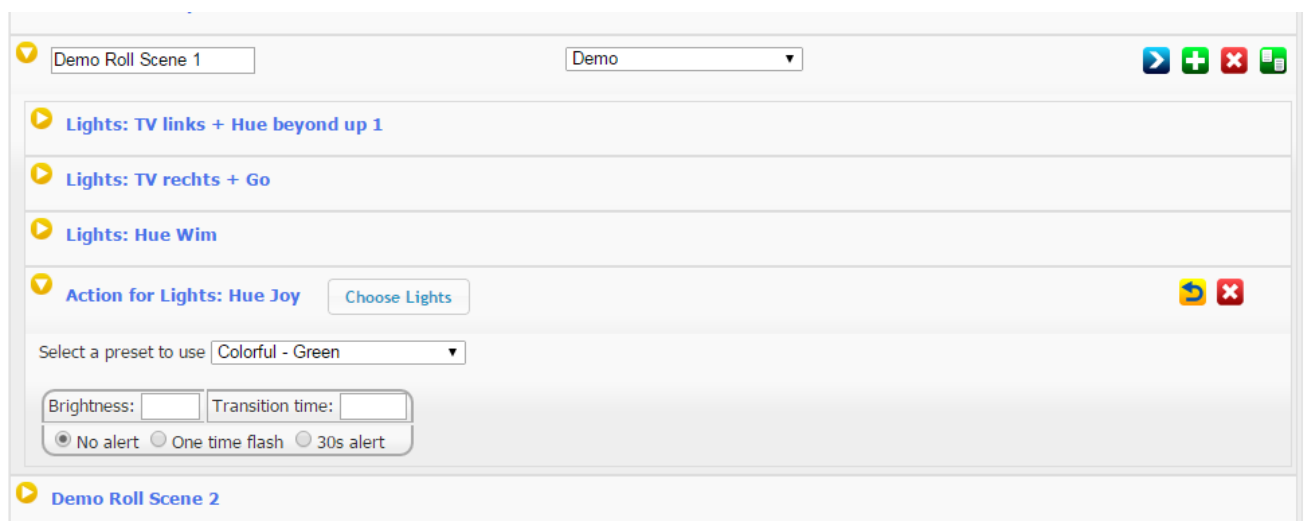 Demo Roll Scene 1 Demo
Lights: TV links + Hue beyond up 1
Lights: TV rechts + Go
Lights: Hue Wim
Action for Lights: Hue Joy Choose Lights
Select a preset to use Colorful - Green
Brightness: Transition time:
No alert One time flash 30s alert
Demo Roll Scene 2